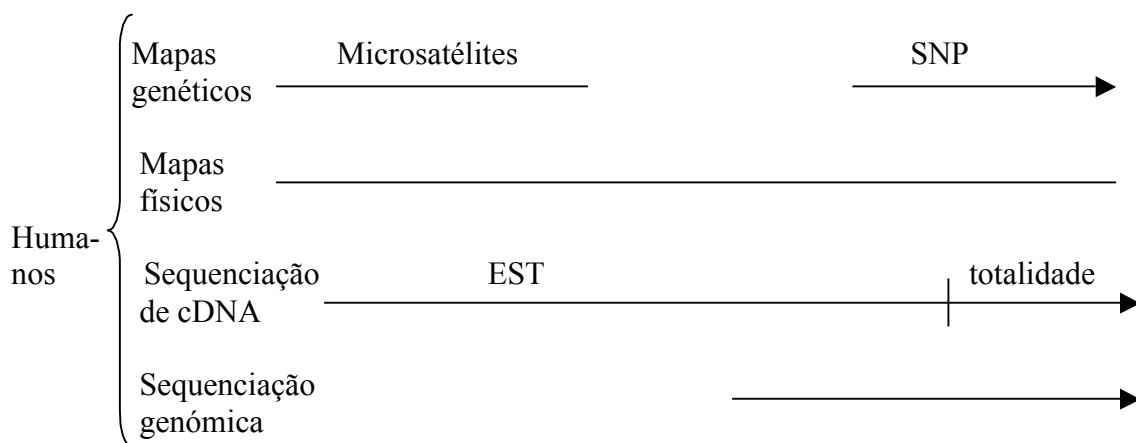 Mapas
genéticos
Microsatélites
SNP
Mapas
físicos
Huma-
nos
Sequenciação
de cDNA
EST
totalidade
Sequenciação
genómica